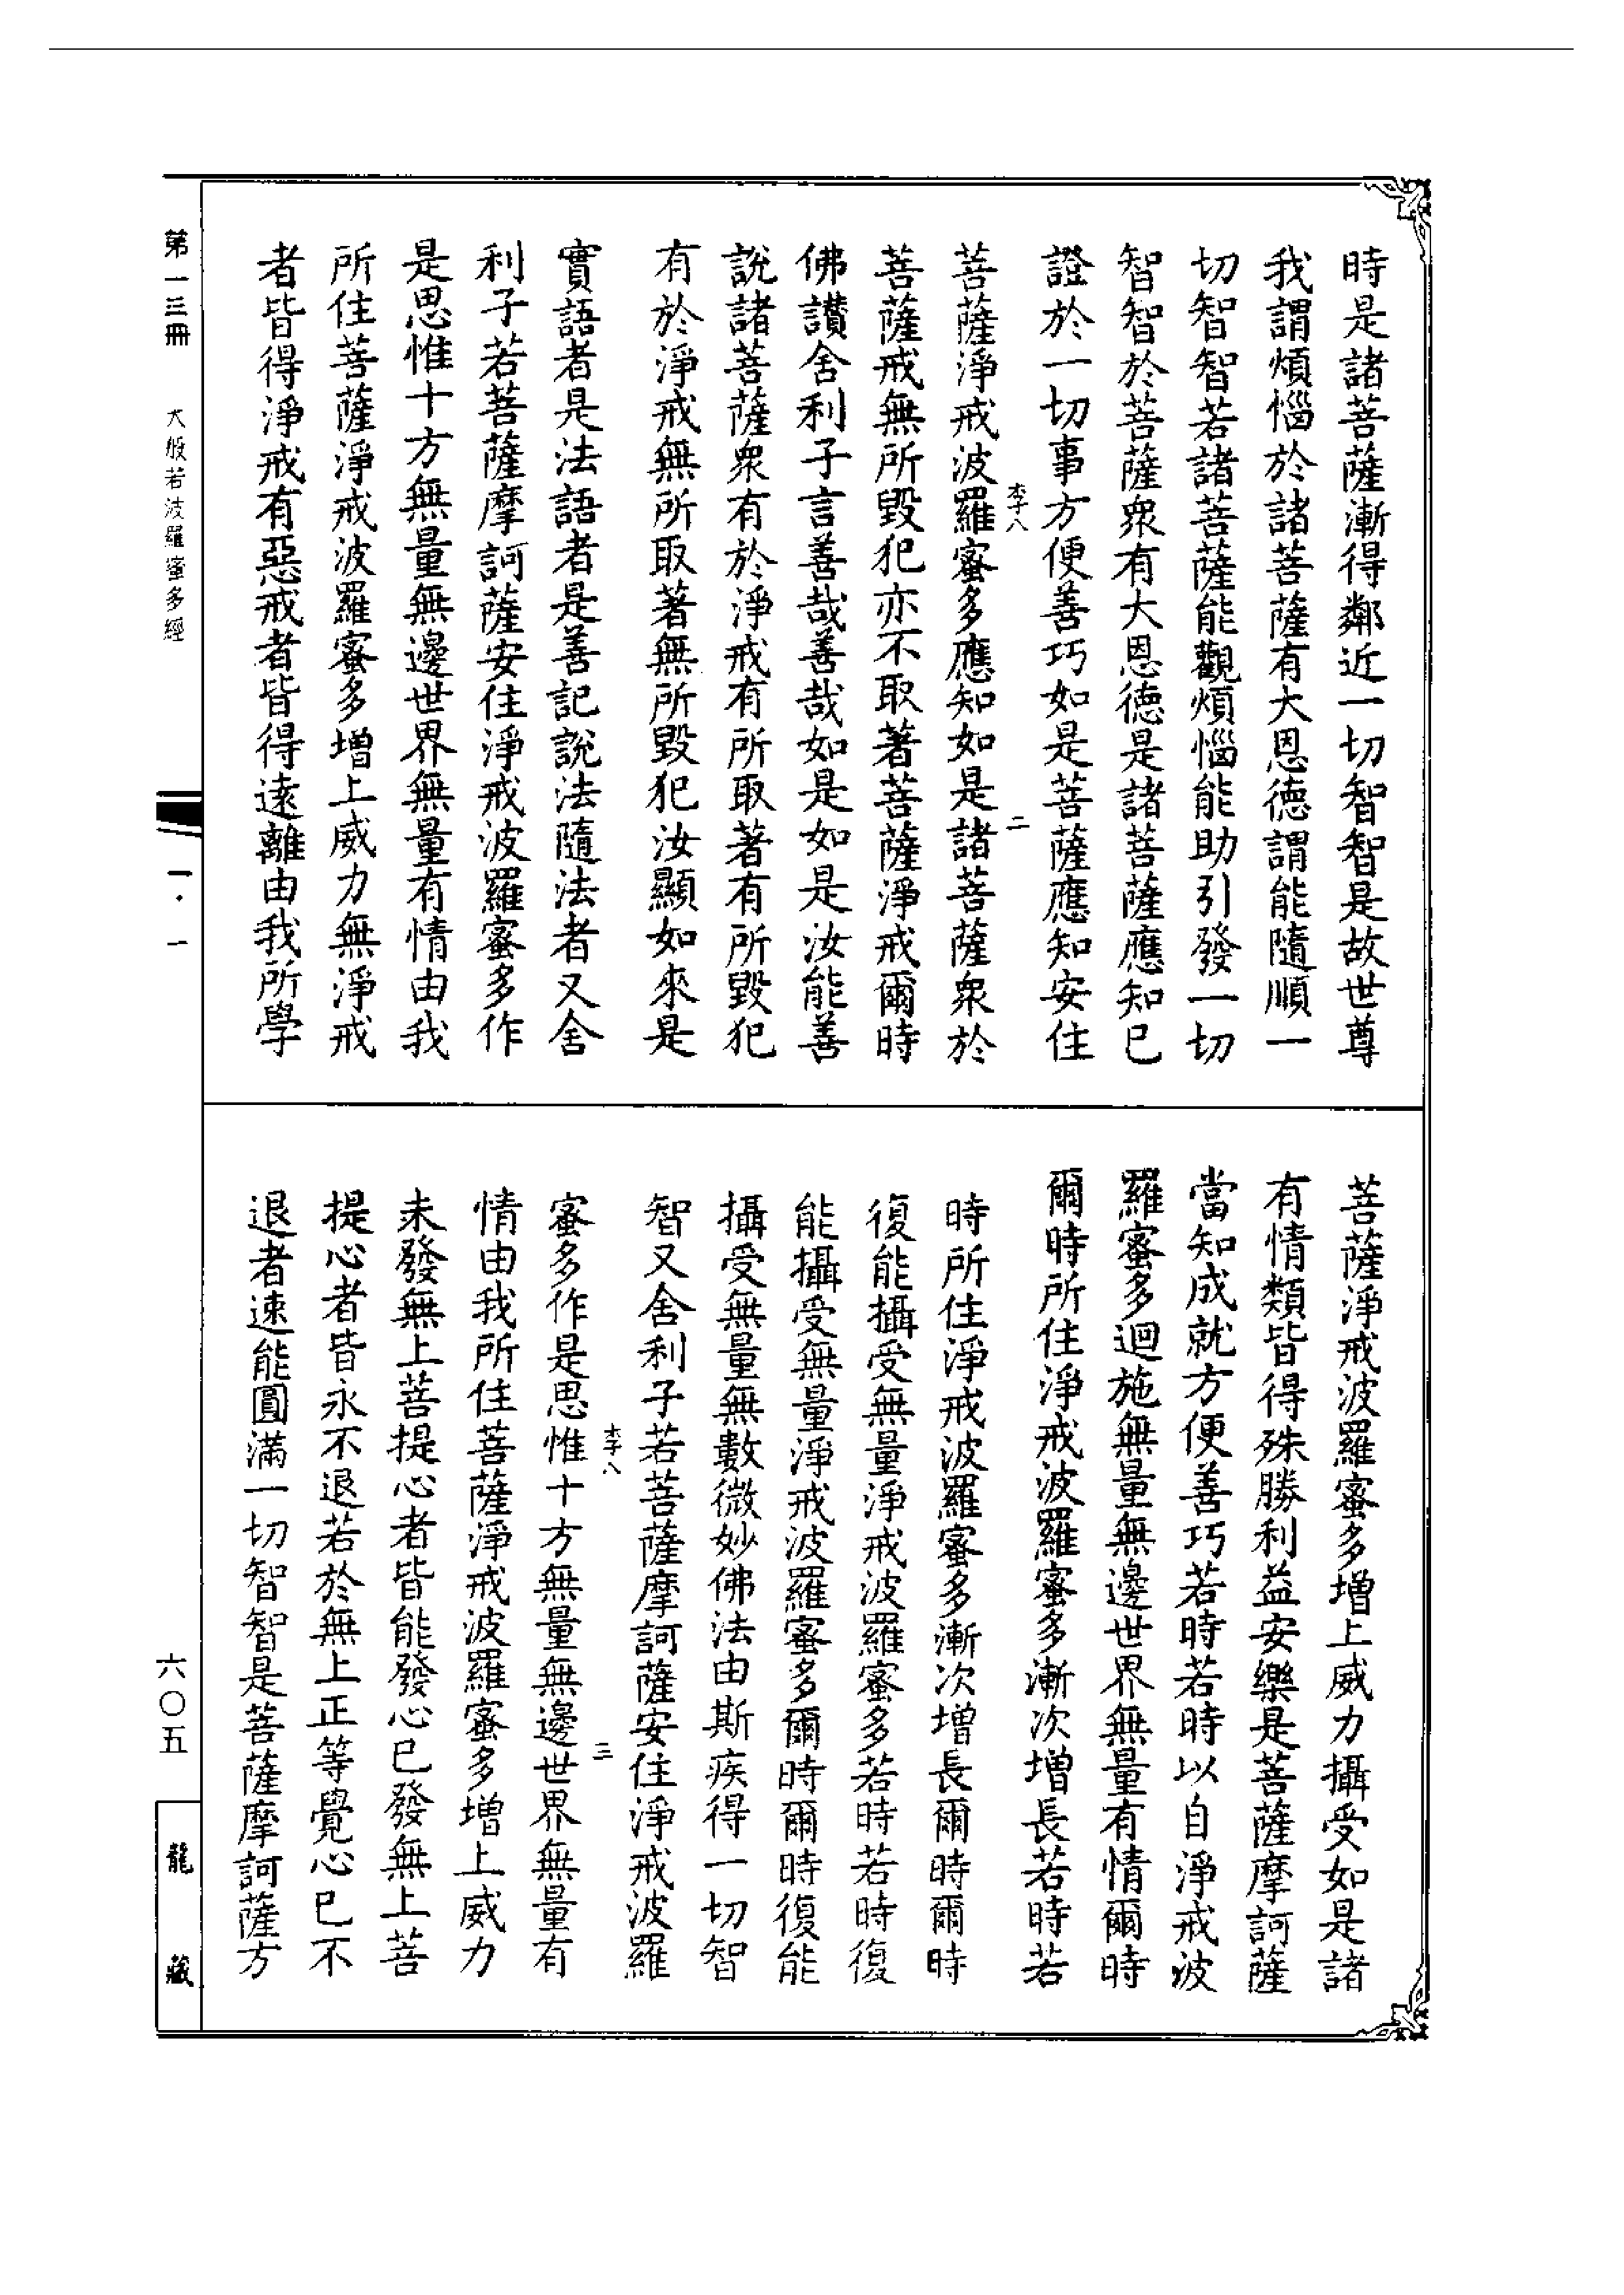 時是諸菩薩漸得鄰近一切智智是故世尊
我謂煩惱於諸菩薩有大恩德謂能隨順一
切智智若諸菩薩能觀煩惱能助引發一切
智智於菩薩眾有大恩德是諸菩薩應知已
證於一切事方便善巧如是菩薩應知安住
李八
二
菩薩淨戒波羅蜜多應知如是諸菩薩眾於
菩薩戒無所毀犯亦不取著菩薩淨戒爾時
佛讚舍利子言善哉善哉如是如是汝能善
說諸菩薩眾有於淨戒有所取著有所毀犯
有於淨戒無所取著無所毀犯汝顯如來是
實語者是法語者是善記說法隨法者又舍
利子若菩薩摩訶薩安住淨戒波羅蜜多作
是思惟十方無量無邊世界無量有情由我
所住菩薩淨戒波羅蜜多增上威力無淨戒
者皆得淨戒有惡戒者皆得遠離由我所學
菩薩淨戒波羅蜜多增上威力攝受如是諸
有情類皆得殊勝利益安樂是菩薩摩訶薩
當知成就方便善巧若時若時以自淨戒波
羅蜜多迴施無量無邊世界無量有情爾時
爾時所住淨戒波羅蜜多漸次增長若時若
時所住淨戒波羅蜜多漸次增長爾時爾時
復能攝受無量淨戒波羅蜜多若時若時復
能攝受無量淨戒波羅蜜多爾時爾時復能
攝受無量無數微妙佛法由斯疾得一切智
智又舍利子若菩薩摩訶薩安住淨戒波羅
李八
三
蜜多作是思惟十方無量無邊世界無量有
情由我所住菩薩淨戒波羅蜜多增上威力
未發無上菩提心者皆能發心已發無上菩
提心者皆永不退若於無上正等覺心已不
退者速能圓滿一切智智是菩薩摩訶薩方
第一三冊
大般若波羅蜜多經
一·一
六〇五
龍藏